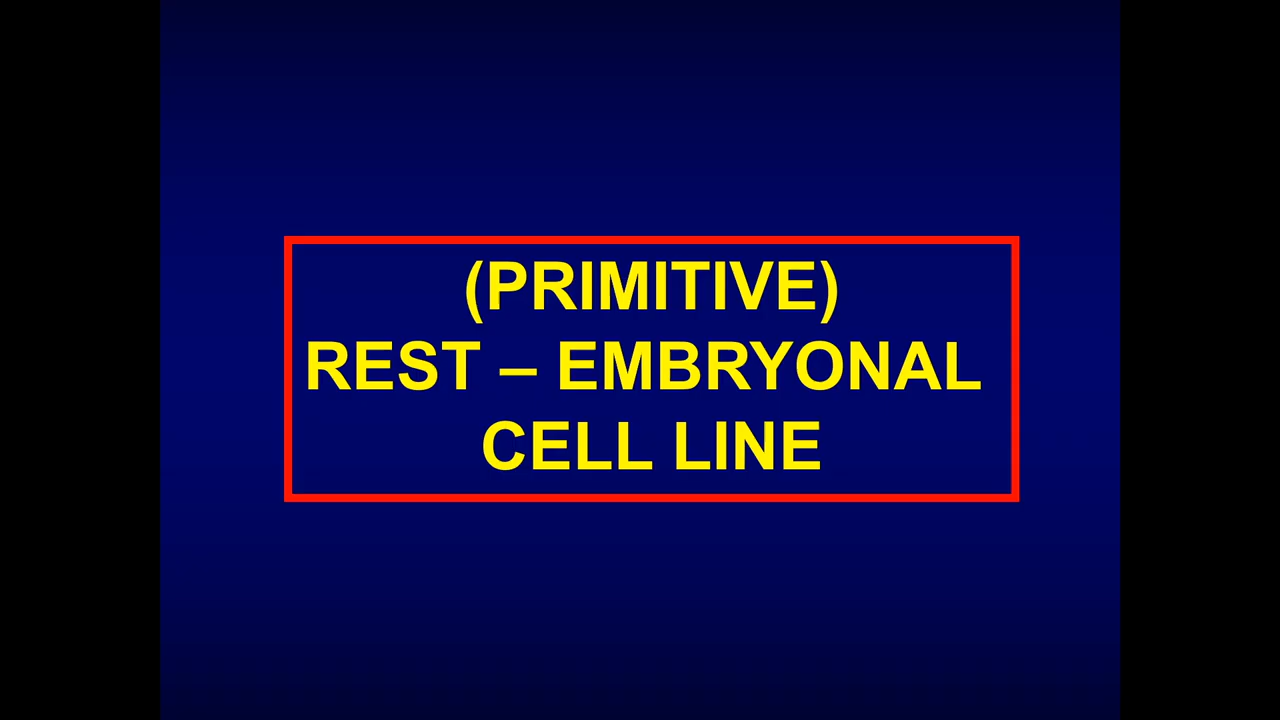 (PRIMITIVE)
REST – EMBRYONAL
CELL LINE